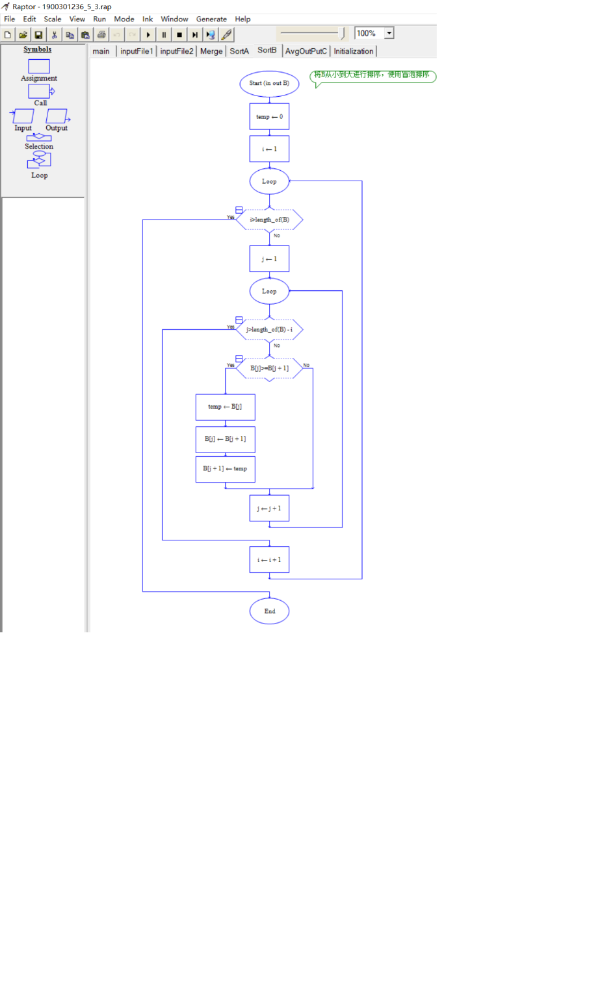 Raptor - 1900301236_5_3.rap
File Edit Scale View Run Mode Ink Window Generate Help
100%
Symbols
Assignment
Call
Input Output
Selection
Loop
main inputFile1 inputFile2 Merge SortA SortB AvgOutPutC Initialization
将B从小到大进行排序，使用冒泡排序
Start (in out B)
temp ← 0
i ← 1
Loop
Yes i>length_of(B)
No
j ← 1
Loop
Yes j>length_of(B) - i
No
Yes B[j]>=B[j + 1] No
temp ← B[j]
B[j] ← B[j + 1]
B[j + 1] ← temp
j ← j + 1
i ← i + 1
End